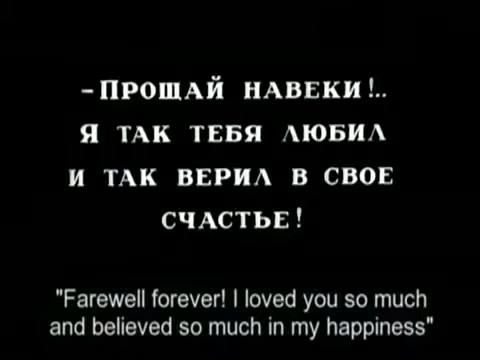 –Прощай навеки!..
Я так тебя любил
и так верил в свое
счастье!
"Farewell forever! I loved you so much
and believed so much in my happiness"